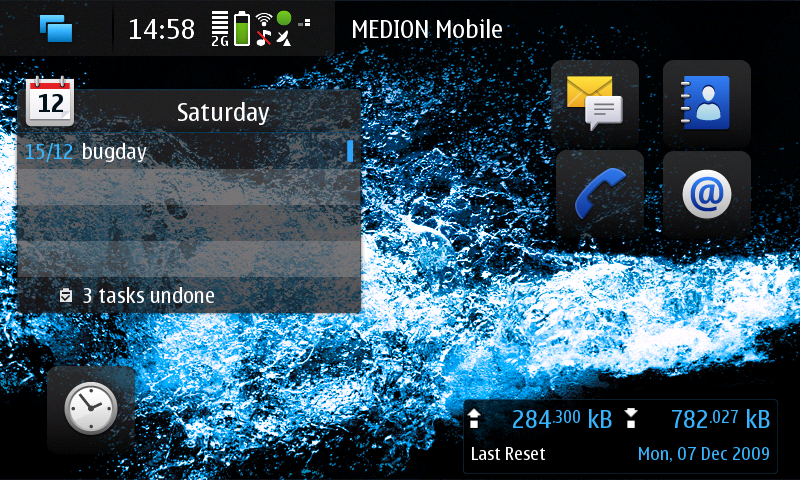 14:58
2G
MEDION Mobile
12
Saturday
15/12 bugday
3 tasks undone
@
284.300 kB 782.027 kB
Last Reset Mon, 07 Dec 2009